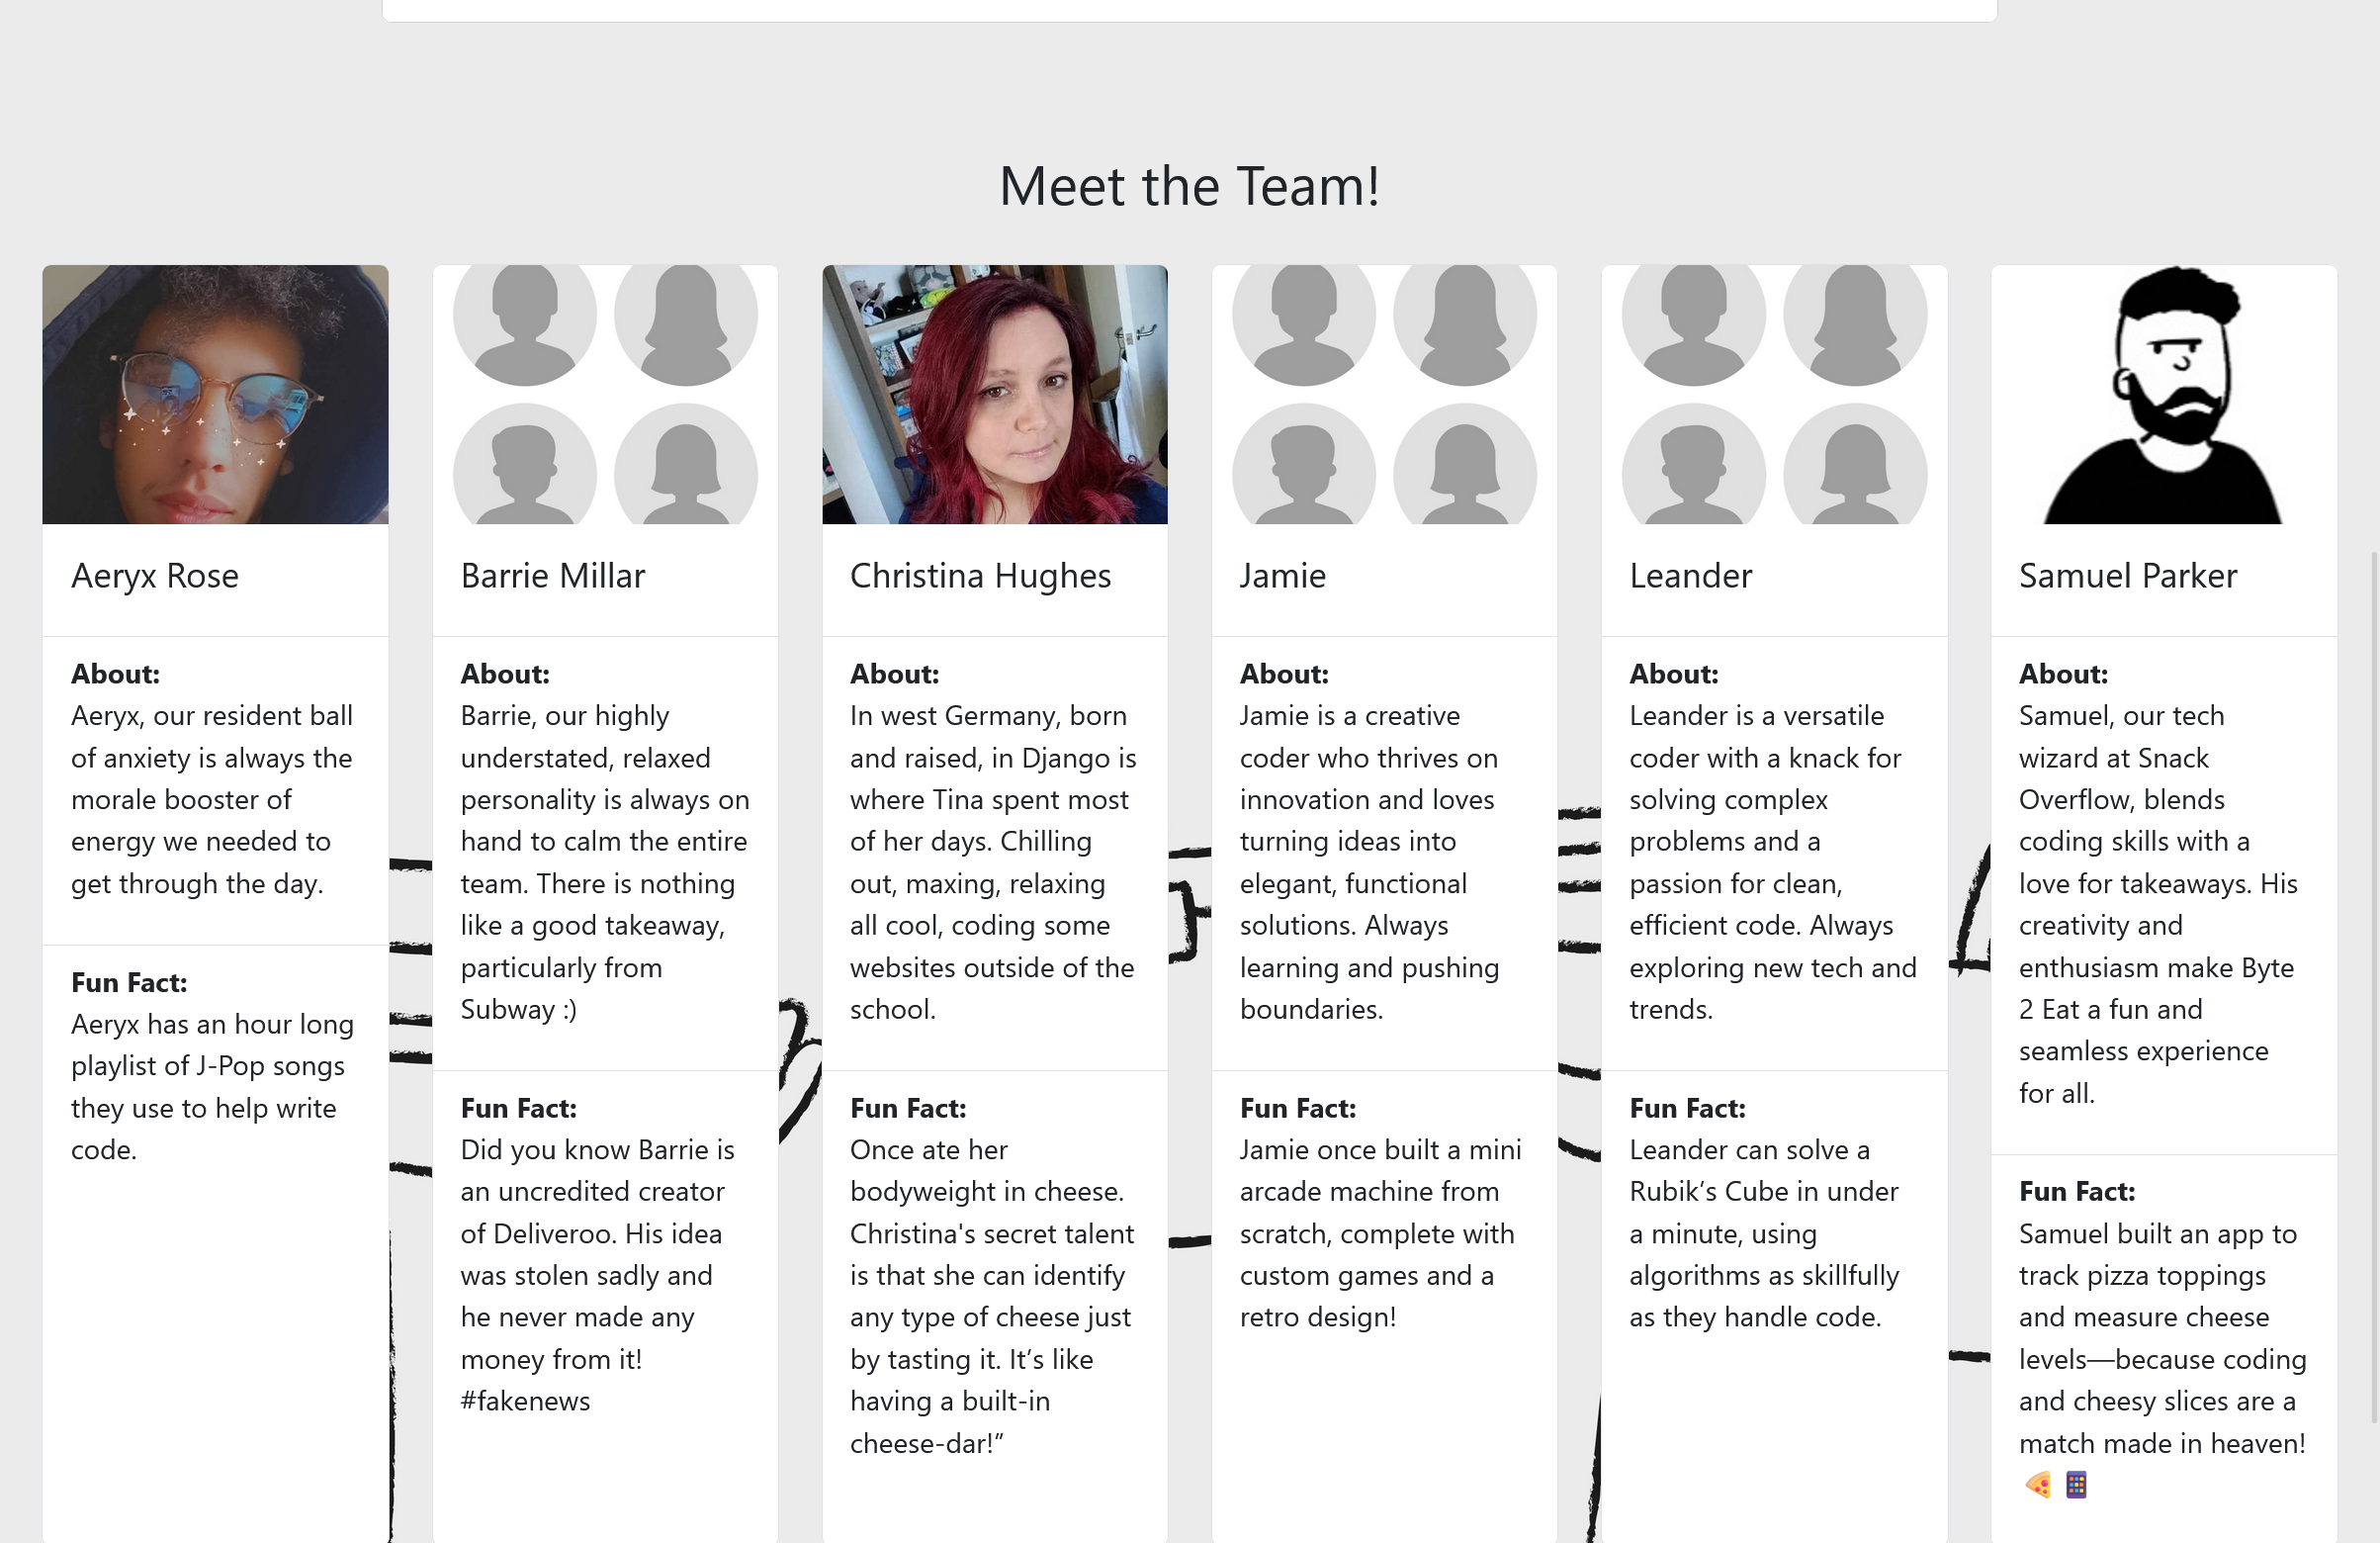 Meet the Team!
Aeryx Rose
About:
Aeryx, our resident ball
of anxiety is always the
morale booster of
energy we needed to
get through the day.
Fun Fact:
Aeryx has an hour long
playlist of J-Pop songs
they use to help write
code.
Barrie Millar
About:
Barrie, our highly
understated, relaxed
personality is always on
hand to calm the entire
team. There is nothing
like a good takeaway,
particularly from
Subway :)
Fun Fact:
Did you know Barrie is
an uncredited creator
of Deliveroo. His idea
was stolen sadly and
he never made any
money from it!
#fakenews
Christina Hughes
About:
In west Germany, born
and raised, in Django is
where Tina spent most
of her days. Chilling
out, maxing, relaxing
all cool, coding some
websites outside of the
school.
Fun Fact:
Once ate her
bodyweight in cheese.
Christina's secret talent
is that she can identify
any type of cheese just
by tasting it. It’s like
having a built-in
cheese-dar!”
Jamie
About:
Jamie is a creative
coder who thrives on
innovation and loves
turning ideas into
elegant, functional
solutions. Always
learning and pushing
boundaries.
Fun Fact:
Jamie once built a mini
arcade machine from
scratch, complete with
custom games and a
retro design!
Leander
About:
Leander is a versatile
coder with a knack for
solving complex
problems and a
passion for clean,
efficient code. Always
exploring new tech and
trends.
Fun Fact:
Leander can solve a
Rubik’s Cube in under
a minute, using
algorithms as skillfully
as they handle code.
Samuel Parker
About:
Samuel, our tech
wizard at Snack
Overflow, blends
coding skills with a
love for takeaways. His
creativity and
enthusiasm make Byte
2 Eat a fun and
seamless experience
for all.
Fun Fact:
Samuel built an app to
track pizza toppings
and measure cheese
levels—because coding
and cheesy slices are a
match made in heaven!